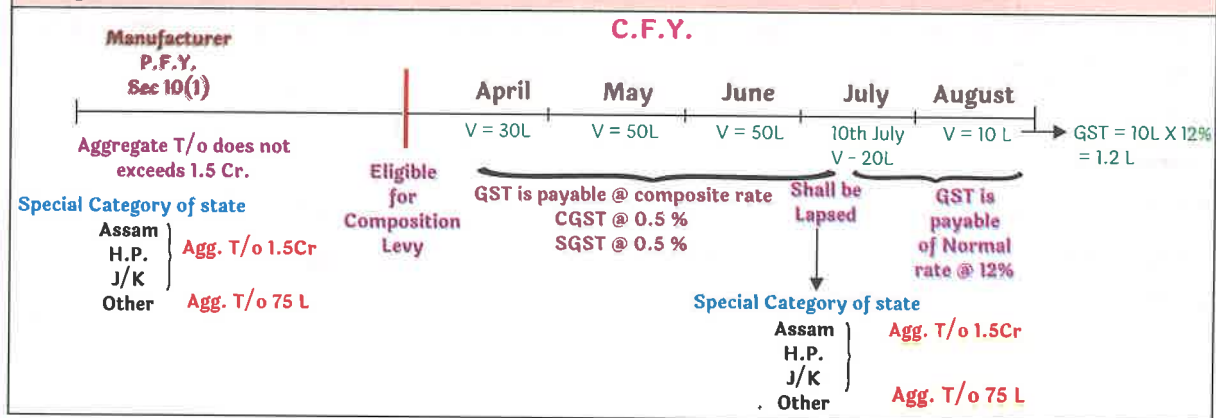 C.F.Y.
Manufacturer
P.F.Y.
Sec 10(1)
April May June July August
V = 30L V = 50L V = 50L 10th July V = 10 L GST = 10L X 12%
V - 20L = 1.2 L
Aggregate T/o does not
exceeds 1.5 Cr.
Eligible
for
Composition
Levy
GST is payable @ composite rate
CGST @ 0.5 %
SGST @ 0.5 %
Shall be
Lapsed
GST is
payable
of Normal
rate @ 12%
Special Category of state
Assam
H.P.
J/K
Agg. T/o 1.5Cr
Other Agg. T/o 75 L
Special Category of state
Assam
H.P.
J/K
Agg. T/o 1.5Cr
Other Agg. T/o 75 L